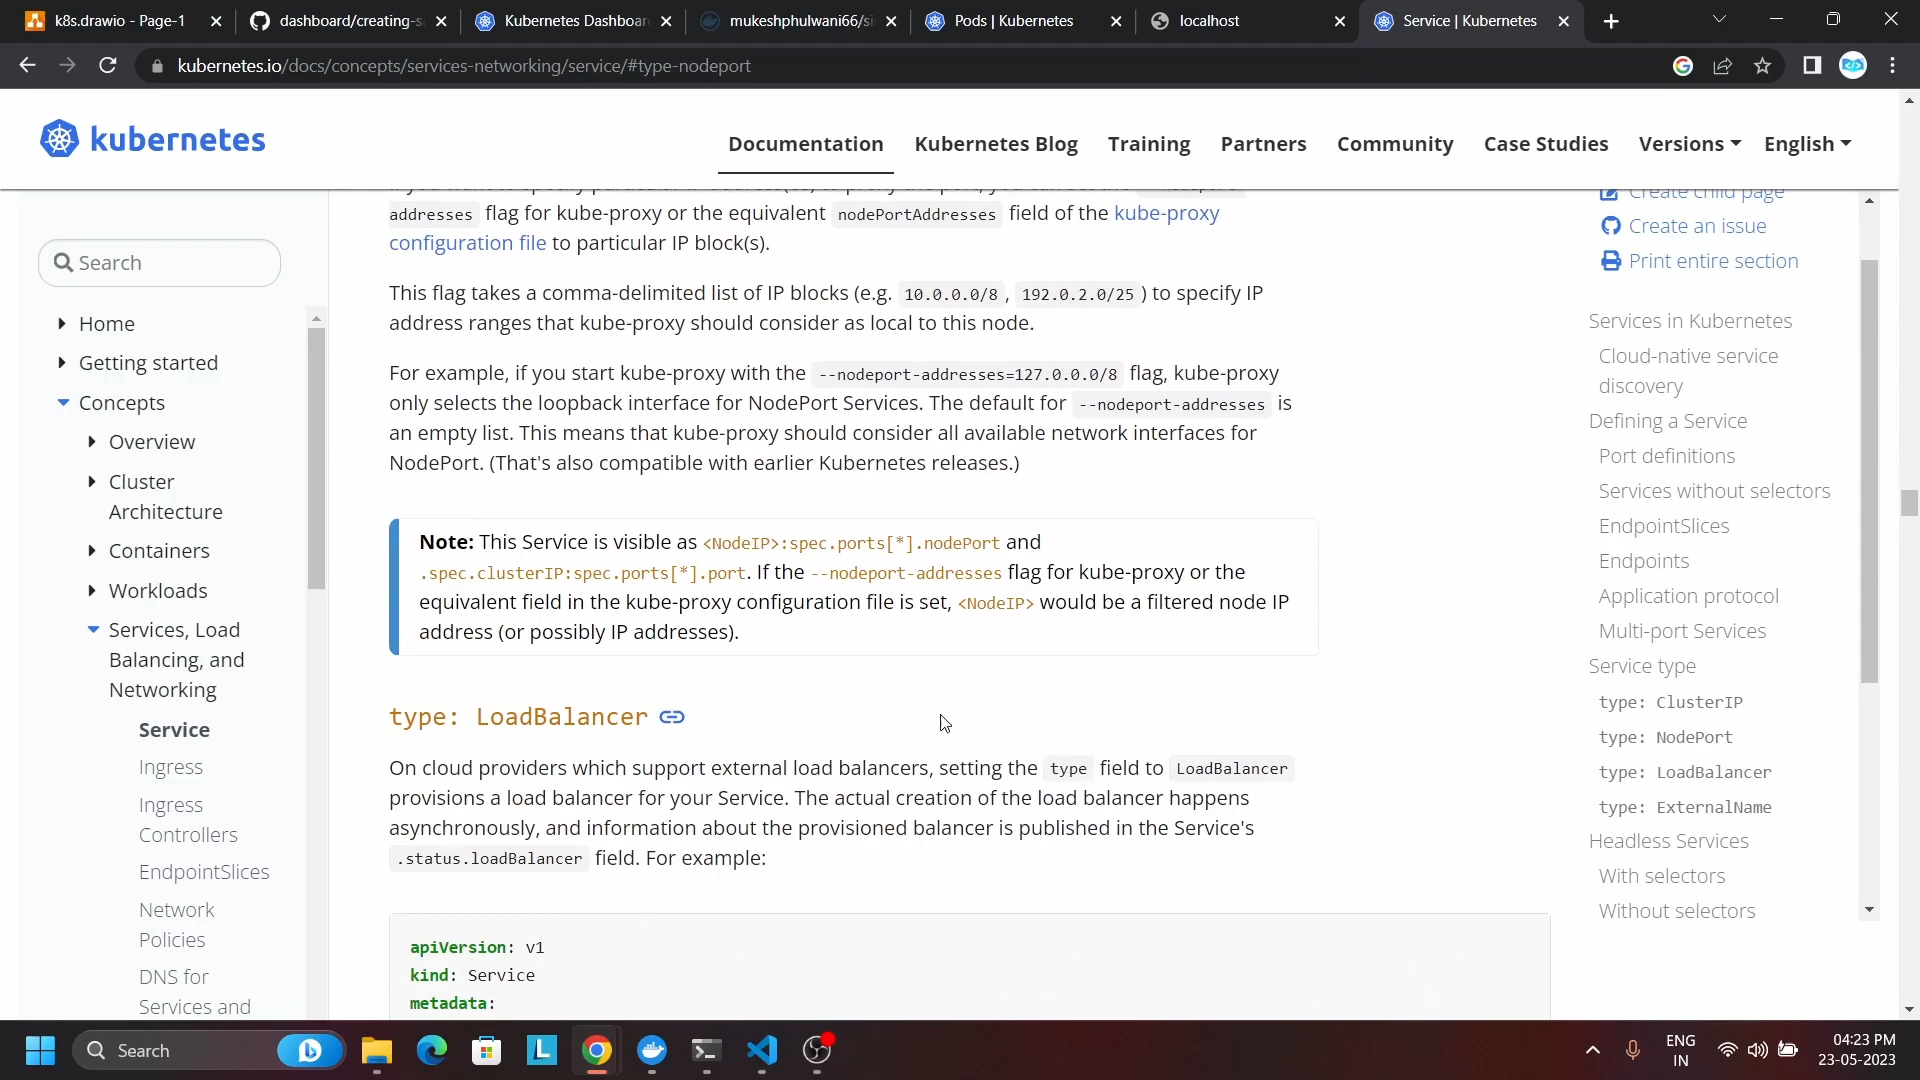 k8s.drawio - Page-1
dashboard/creating-s
Kubernetes Dashboar
mukeshphulwani66/si
Pods | Kubernetes
localhost
Service | Kubernetes
kubernetes.io/docs/concepts/services-networking/service/#type-nodeport
kubernetes
Documentation
Kubernetes Blog
Training
Partners
Community
Case Studies
Versions
English
Search
Home
Getting started
Concepts
Overview
Cluster
Architecture
Containers
Workloads
Services, Load
Balancing, and
Networking
Service
Ingress
Ingress
Controllers
EndpointSlices
Network
Policies
DNS for
Services and
addresses flag for kube-proxy or the equivalent nodePortAddresses field of the kube-proxy
configuration file to particular IP block(s).
This flag takes a comma-delimited list of IP blocks (e.g. 10.0.0.0/8 , 192.0.2.0/25 ) to specify IP
address ranges that kube-proxy should consider as local to this node.
For example, if you start kube-proxy with the --nodeport-addresses=127.0.0.0/8 flag, kube-proxy
only selects the loopback interface for NodePort Services. The default for --nodeport-addresses is
an empty list. This means that kube-proxy should consider all available network interfaces for
NodePort. (That's also compatible with earlier Kubernetes releases.)
Note: This Service is visible as <NodeIP>:spec.ports[*].nodePort and
.spec.clusterIP:spec.ports[*].port. If the --nodeport-addresses flag for kube-proxy or the
equivalent field in the kube-proxy configuration file is set, <NodeIP> would be a filtered node IP
address (or possibly IP addresses).
type: LoadBalancer
On cloud providers which support external load balancers, setting the type field to LoadBalancer
provisions a load balancer for your Service. The actual creation of the load balancer happens
asynchronously, and information about the provisioned balancer is published in the Service's
.status.loadBalancer field. For example:
apiVersion: v1
kind: Service
metadata:
Create child page
Create an issue
Print entire section
Services in Kubernetes
Cloud-native service
discovery
Defining a Service
Port definitions
Services without selectors
EndpointSlices
Endpoints
Application protocol
Multi-port Services
Service type
type: ClusterIP
type: NodePort
type: LoadBalancer
type: ExternalName
Headless Services
With selectors
Without selectors
Search
ENG
IN
04:23 PM
23-05-2023